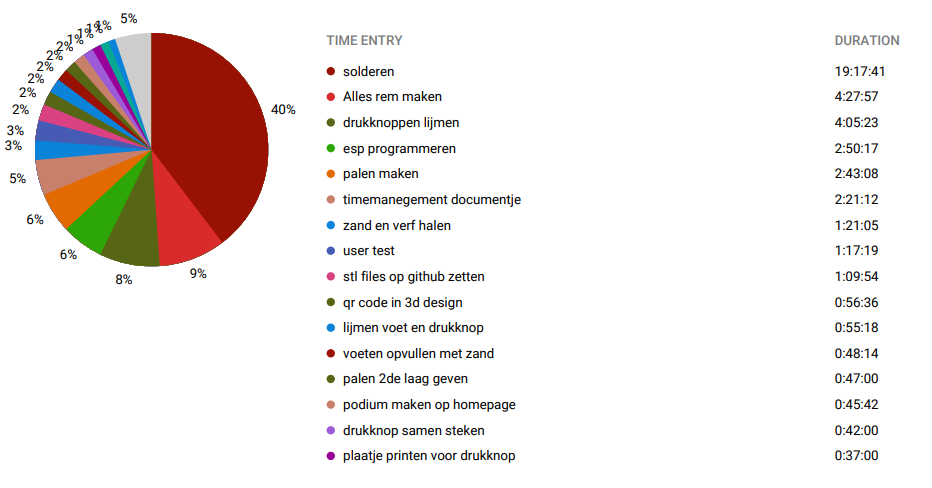 5%
1%
1%
1%
2%
2%
2%
2%
2%
2%
2%
3%
3%
5%
6%
6%
8%
9%
40%
TIME ENTRY DURATION
solderen 19:17:41
Alles rem maken 4:27:57
drukknoppen lijmen 4:05:23
esp programmeren 2:50:17
palen maken 2:43:08
timemanegement documentje 2:21:12
zand en verf halen 1:21:05
user test 1:17:19
stl files op github zetten 1:09:54
qr code in 3d design 0:56:36
lijmen voet en drukknop 0:55:18
voeten opvullen met zand 0:48:14
palen 2de laag geven 0:47:00
podium maken op homepage 0:45:42
drukknop samen steken 0:42:00
plaatje printen voor drukknop 0:37:00